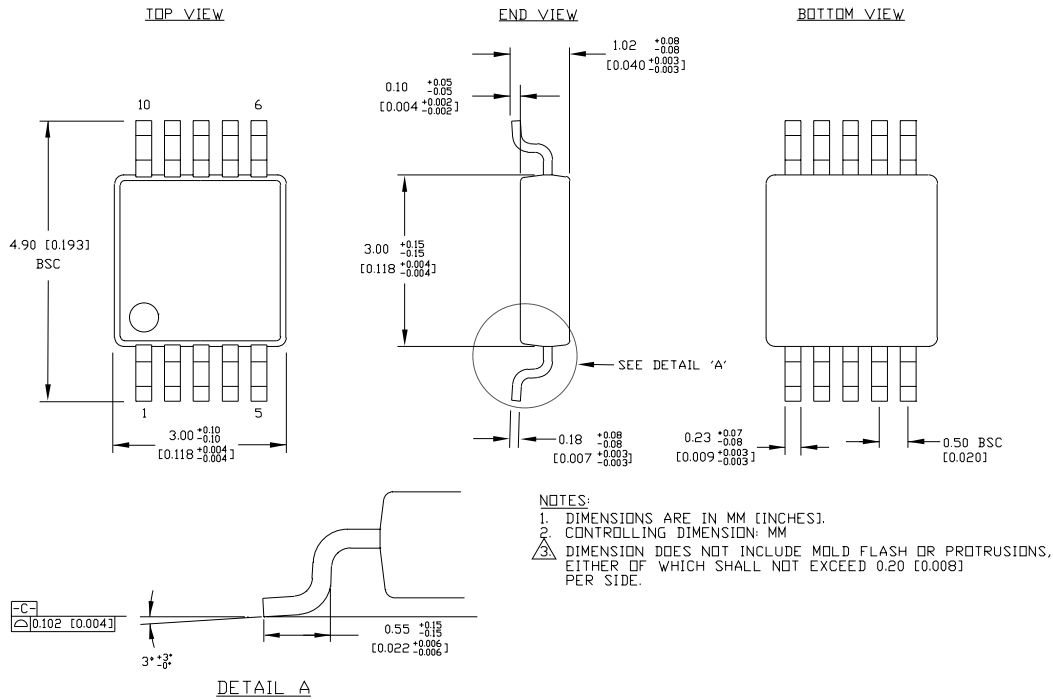 TOP VIEW
END VIEW
BOTTOM VIEW
10
6
4.90 [0.193]
BSC
1
5
3.00 +0.10 -0.10
[0.118 +0.004 -0.004]
1.02 +0.08 -0.08
[0.040 +0.003 -0.003]
0.10 +0.05 -0.05
[0.004 +0.002 -0.002]
3.00 +0.15 -0.15
[0.118 +0.004 -0.004]
SEE DETAIL 'A'
0.18 +0.08 -0.08
[0.007 +0.003 -0.003]
0.23 +0.07 -0.08
[0.009 +0.003 -0.003]
0.50 BSC
[0.020]
NOTES:
1. DIMENSIONS ARE IN MM [INCHES].
2. CONTROLLING DIMENSION: MM
3. DIMENSION DOES NOT INCLUDE MOLD FLASH OR PROTRUSIONS,
EITHER OF WHICH SHALL NOT EXCEED 0.20 [0.008]
PER SIDE.
-C-
0.102 [0.004]
3° +3° -0°
0.55 +0.15 -0.15
[0.022 +0.006 -0.006]
DETAIL A